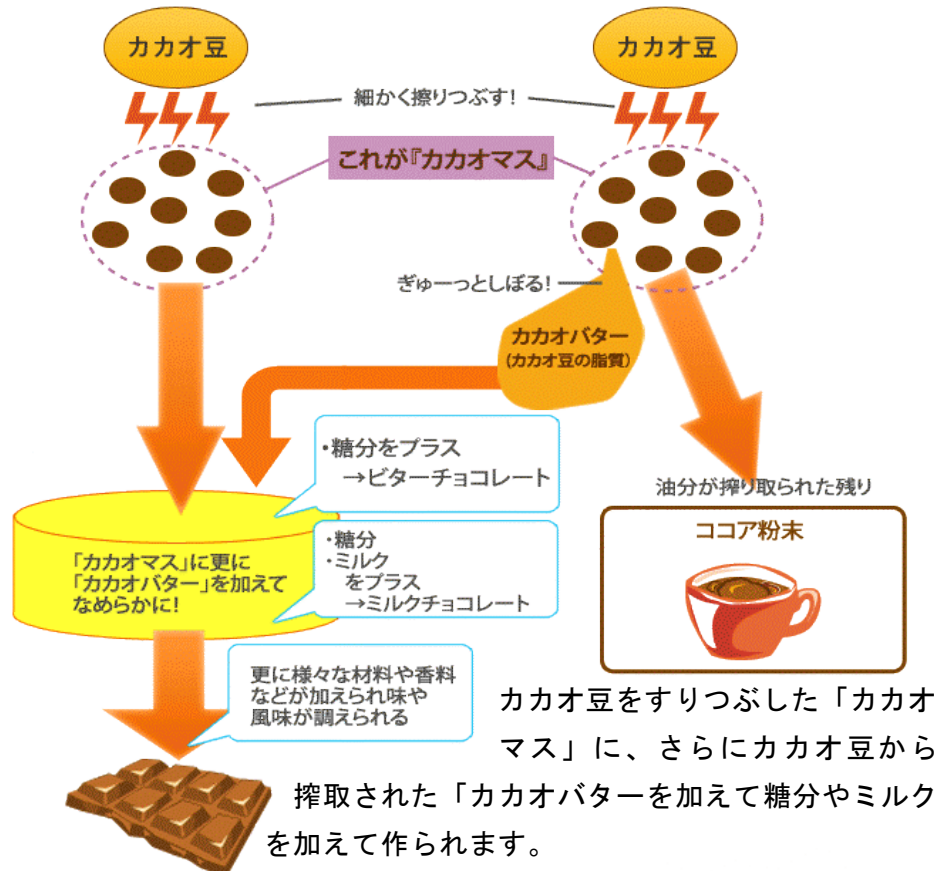 カカオ豆
カカオ豆
細かく擦りつぶす!
これが『カカオマス』
ぎゅーっとしぼる!
カカオバター
(カカオ豆の脂質)
・糖分をプラス
→ビターチョコレート
油分が搾り取られた残り
ココア粉末
「カカオマス」に更に
「カカオバター」を加えて
なめらかに!
・糖分
・ミルク
をプラス
→ミルクチョコレート
更に様々な材料や香料
などが加えられ味や
風味が調えられる
カカオ豆をすりつぶした「カカオ
マス」に、さらにカカオ豆から
搾取された「カカオバターを加えて糖分やミルク
を加えて作られます。